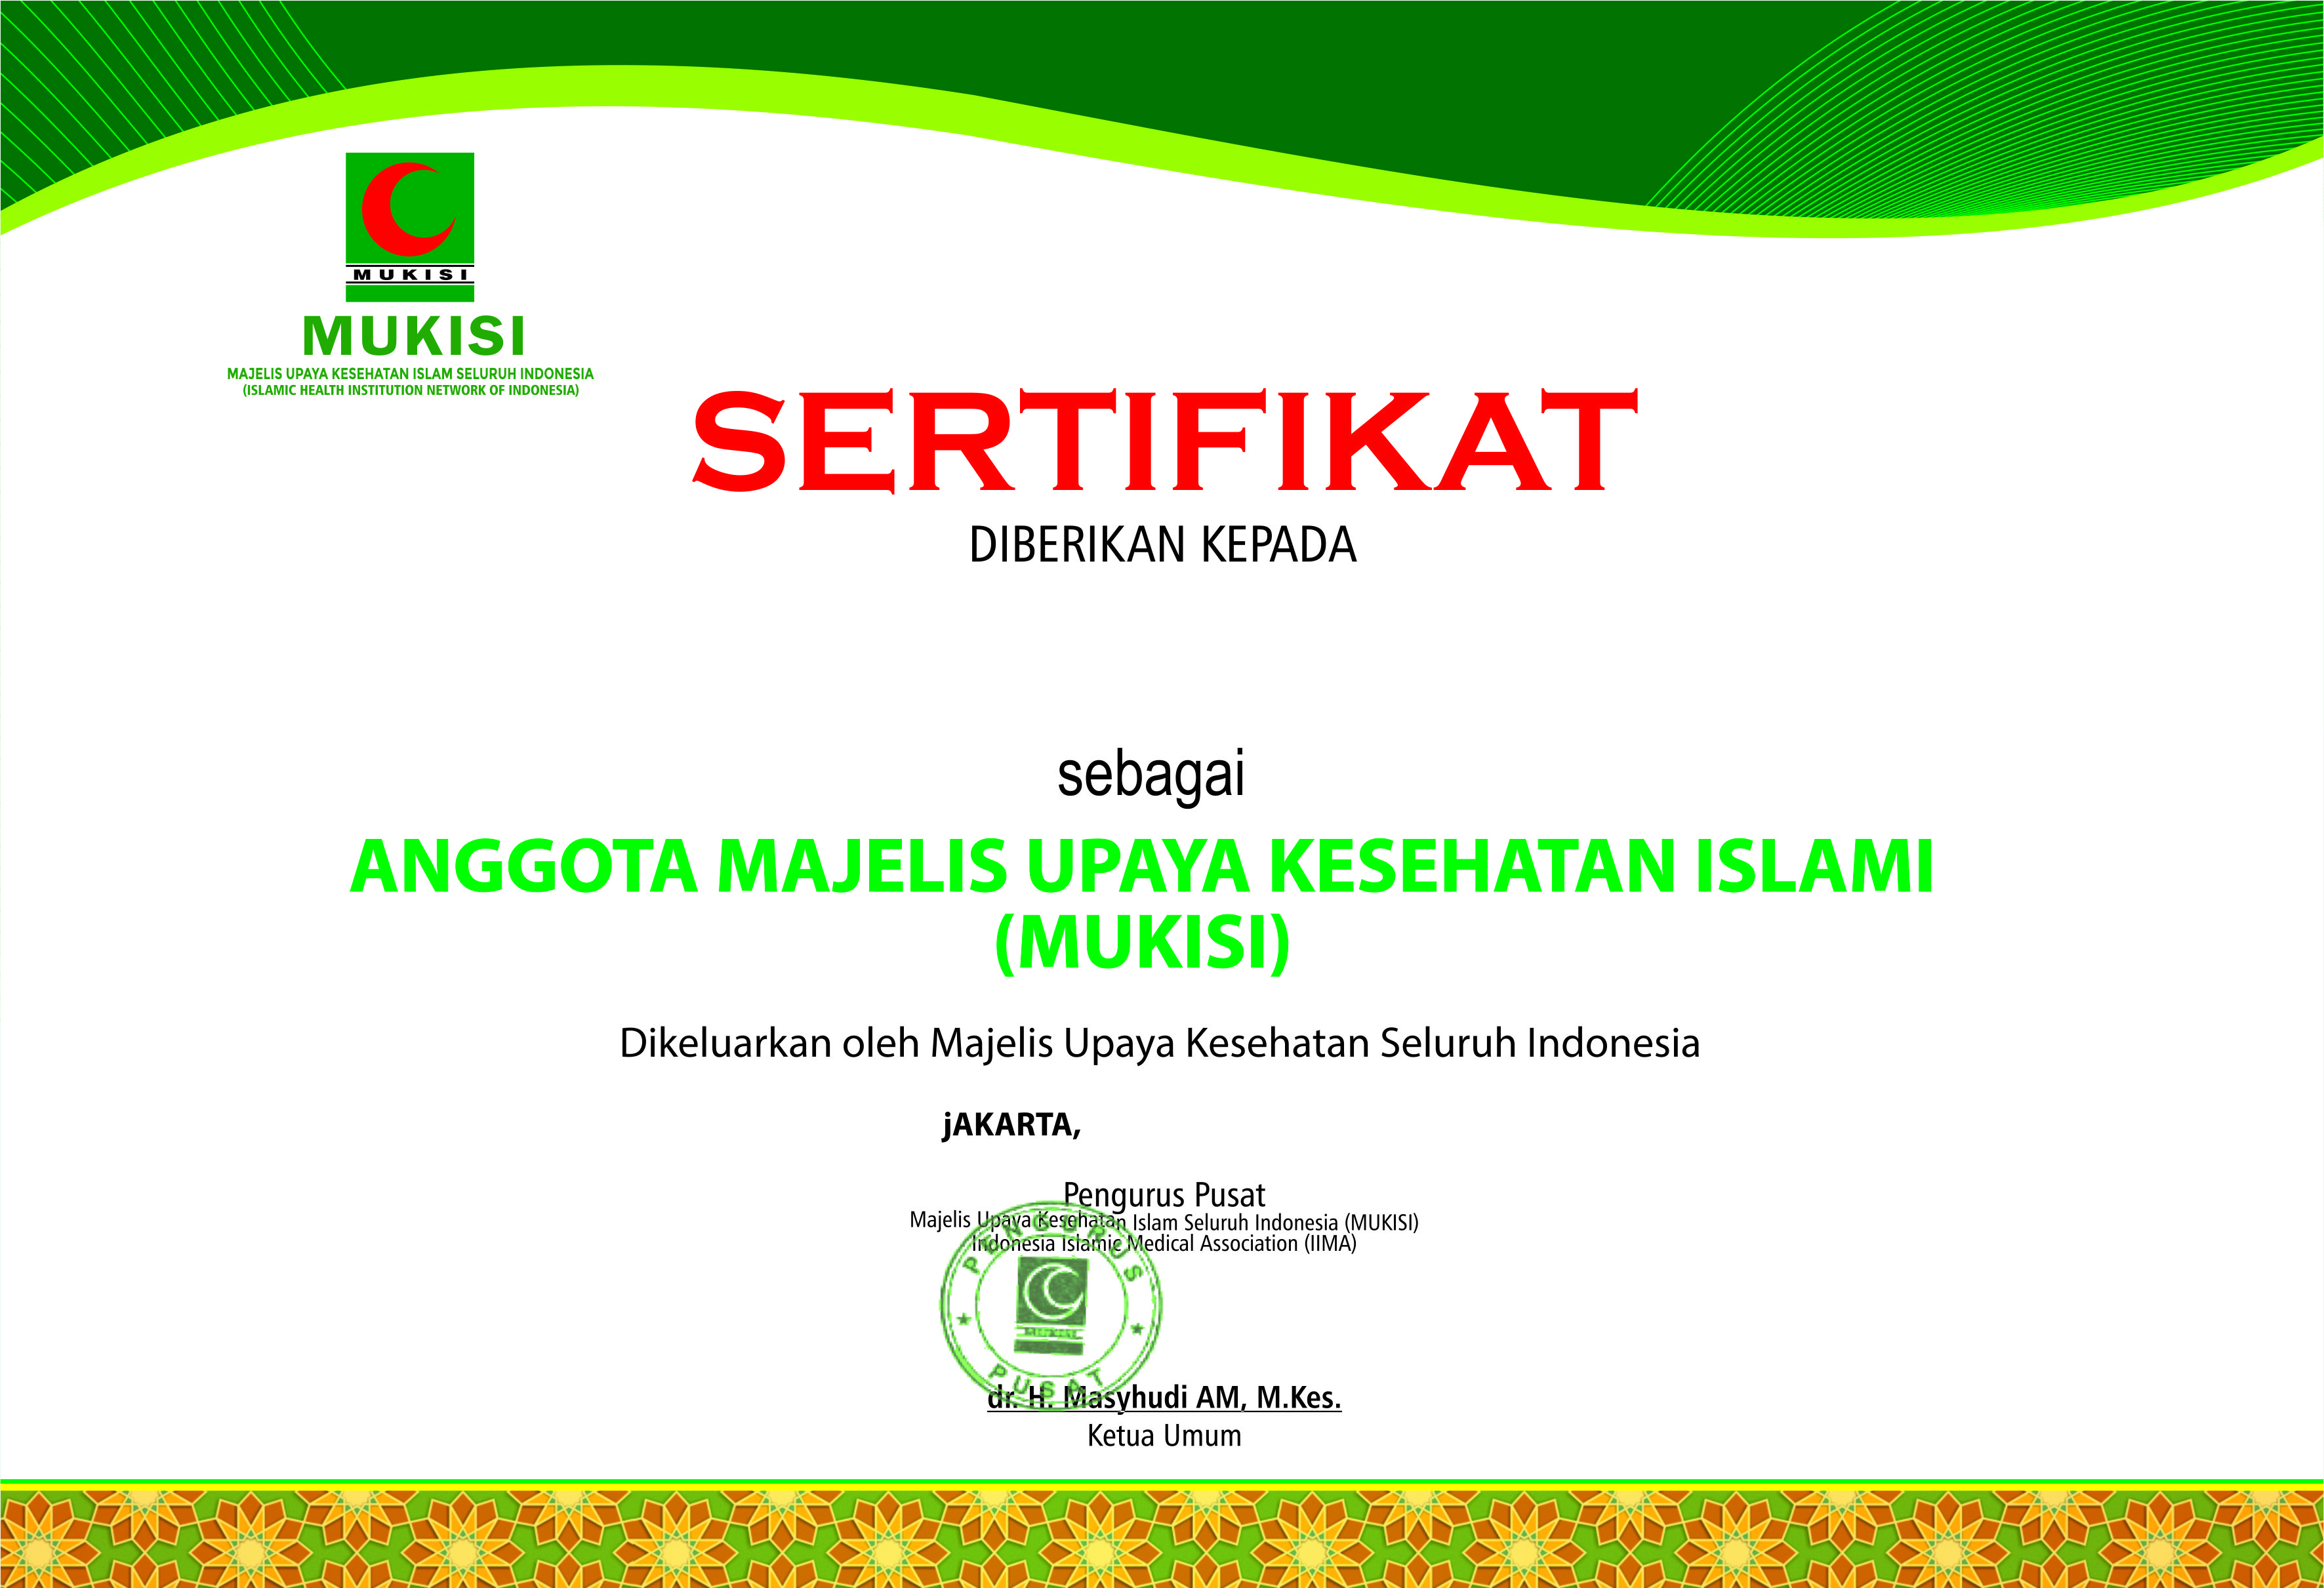 MUKISI
MUKISI
MAJELIS UPAYA KESEHATAN ISLAM SELURUH INDONESIA
(ISLAMIC HEALTH INSTITUTION NETWORK OF INDONESIA)
SERTIFIKAT
DIBERIKAN KEPADA
sebagai
ANGGOTA MAJELIS UPAYA KESEHATAN ISLAMI
(MUKISI)
Dikeluarkan oleh Majelis Upaya Kesehatan Seluruh Indonesia
jAKARTA,
Pengurus Pusat
Majelis Upaya Kesehatan Islam Seluruh Indonesia (MUKISI)
Indonesia Islamic Medical Association (IIMA)
PENGURUS
PUSAT
dr. H. Masyhudi AM, M.Kes.
Ketua Umum